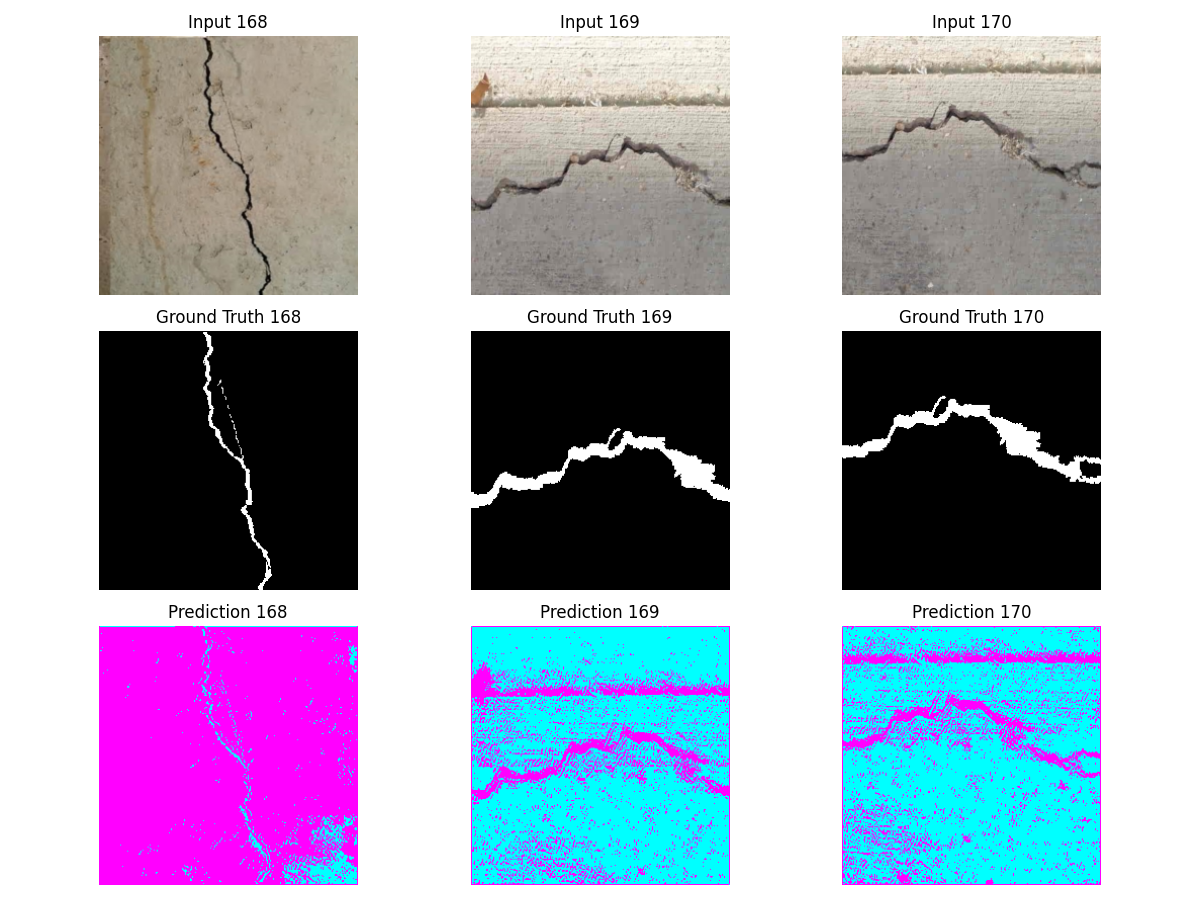 Input 168
Input 169
Input 170
Ground Truth 168
Ground Truth 169
Ground Truth 170
Prediction 168
Prediction 169
Prediction 170